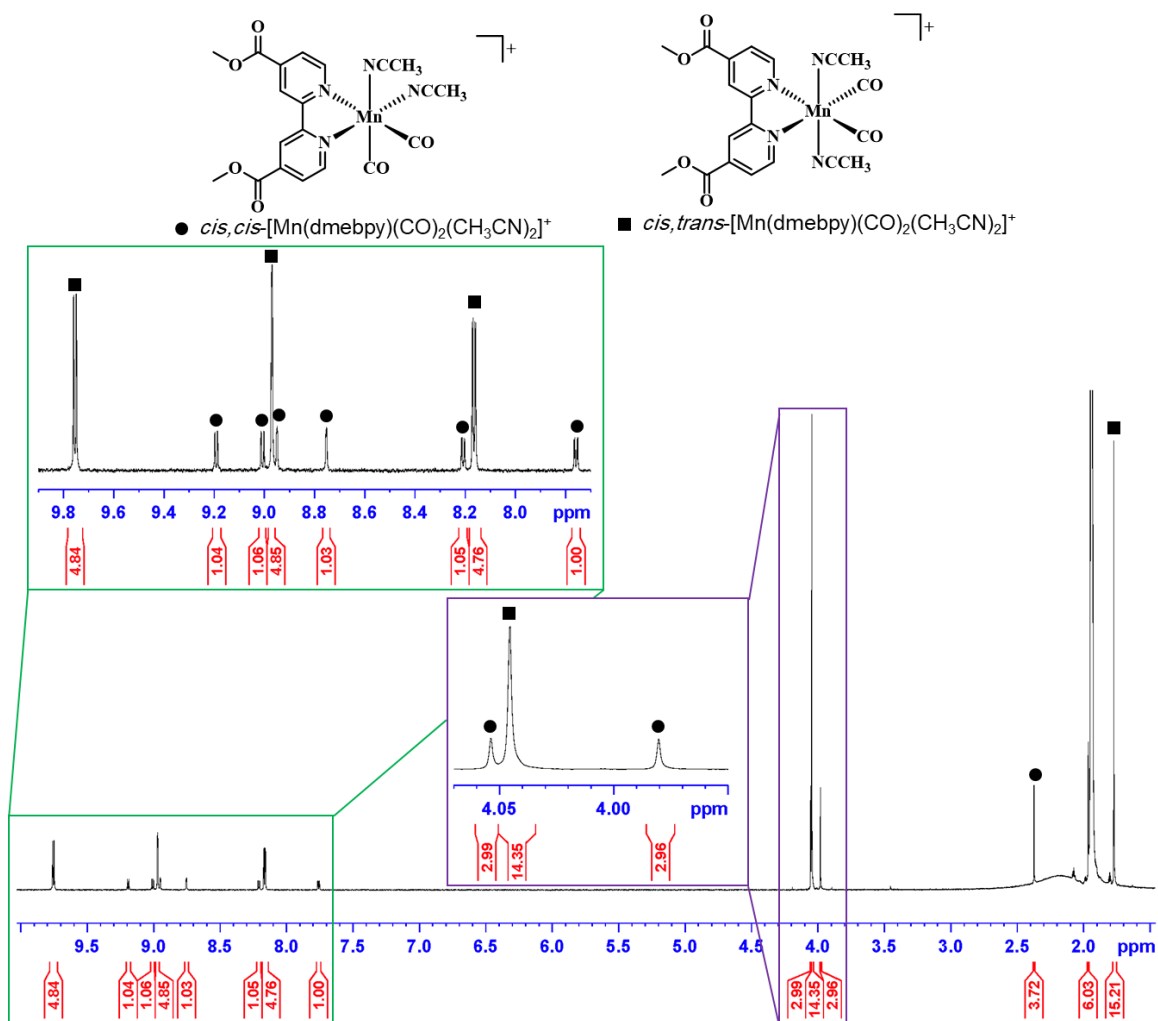 O
O
NCCH₃
NCCH₃
N
N
Mn
CO
CO
O
O
+
O
O
NCCH₃
CO
N
N
Mn
CO
NCCH₃
O
O
+
● cis,cis-[Mn(dmebpy)(CO)₂(CH₃CN)₂]⁺
■ cis,trans-[Mn(dmebpy)(CO)₂(CH₃CN)₂]⁺
9.8 9.6 9.4 9.2 9.0 8.8 8.6 8.4 8.2 8.0 ppm
4.84 1.04 1.06 4.85 1.03 1.05 4.76 1.00
4.05 4.00 ppm
2.99 14.35 2.96
9.5 9.0 8.5 8.0 7.5 7.0 6.5 6.0 5.5 5.0 4.5 4.0 3.5 3.0 2.5 2.0 ppm
4.84 1.04 1.06 4.85 1.03 1.05 4.76 1.00 2.99 14.35 2.96 3.72 6.03 15.21